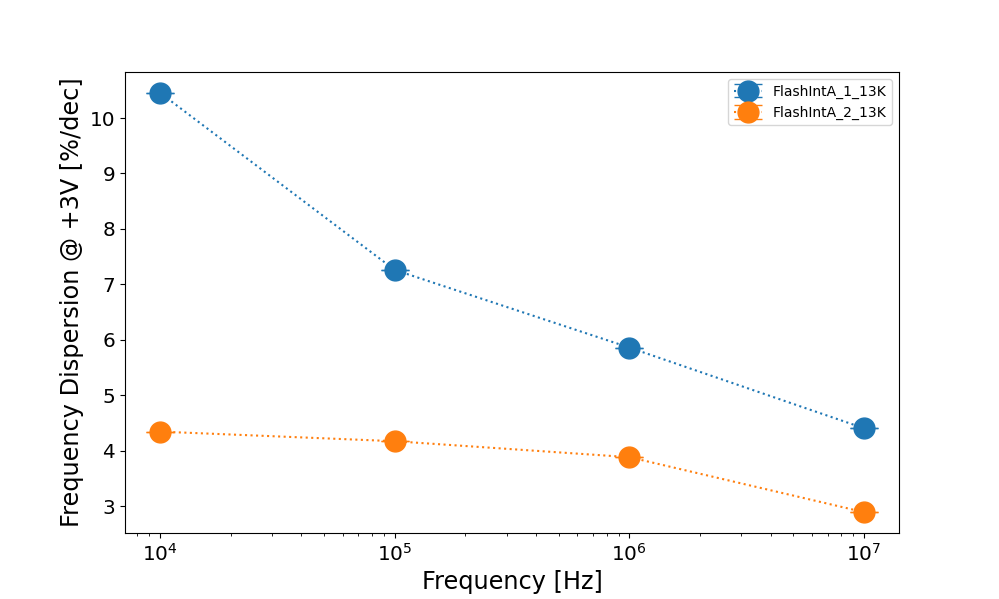 FlashIntA_1_13K
FlashIntA_2_13K
Frequency Dispersion @ +3V [%/dec]
10
9
8
7
6
5
4
3
10⁴ 10⁵ 10⁶ 10⁷
Frequency [Hz]